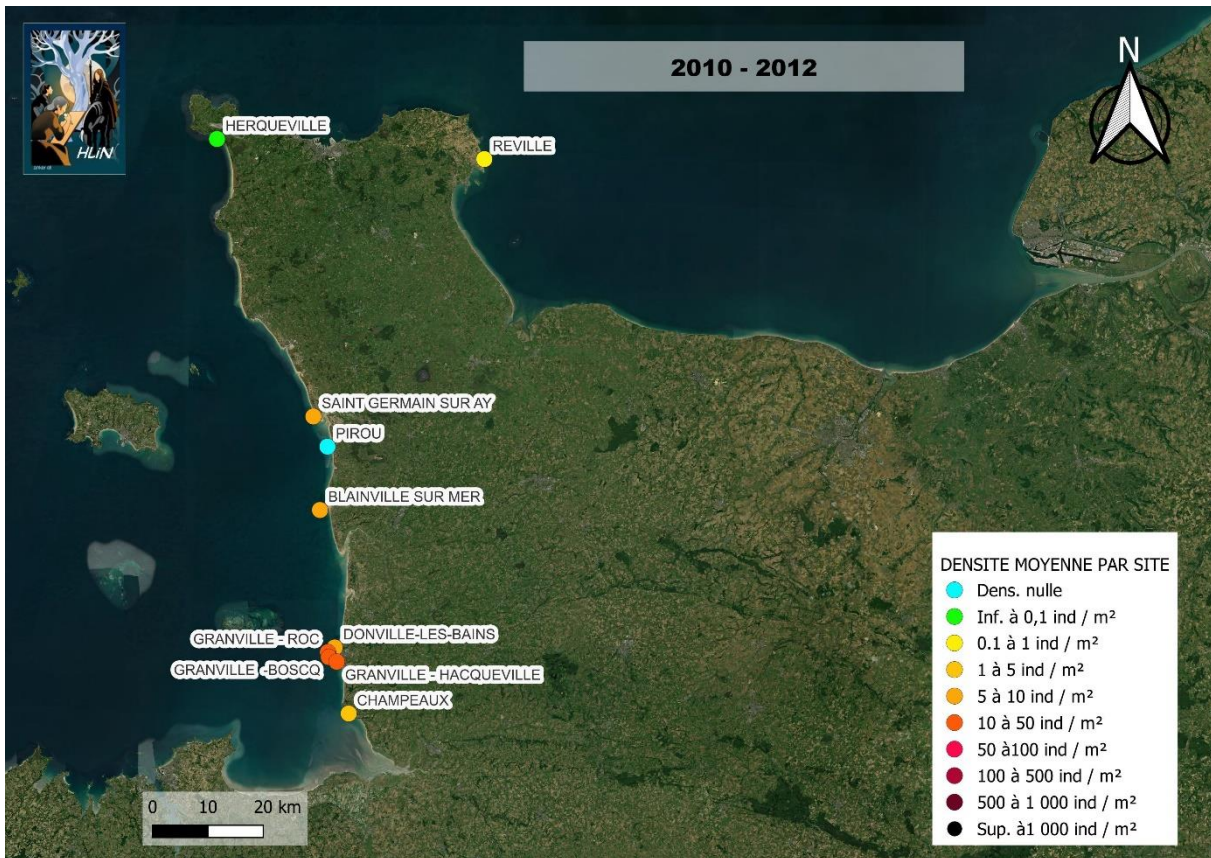 2010 - 2012
N
HLiN
HERQUEVILLE
REVILLE
SAINT GERMAIN SUR AY
PIROU
BLAINVILLE SUR MER
GRANVILLE - ROC
DONVILLE-LES-BAINS
GRANVILLE -BOSCQ
GRANVILLE - HACQUEVILLE
CHAMPEAUX
0 10 20 km
DENSITE MOYENNE PAR SITE
Dens. nulle
Inf. à 0,1 ind / m²
0.1 à 1 ind / m²
1 à 5 ind / m²
5 à 10 ind / m²
10 à 50 ind / m²
50 à100 ind / m²
100 à 500 ind / m²
500 à 1 000 ind / m²
Sup. à1 000 ind / m²